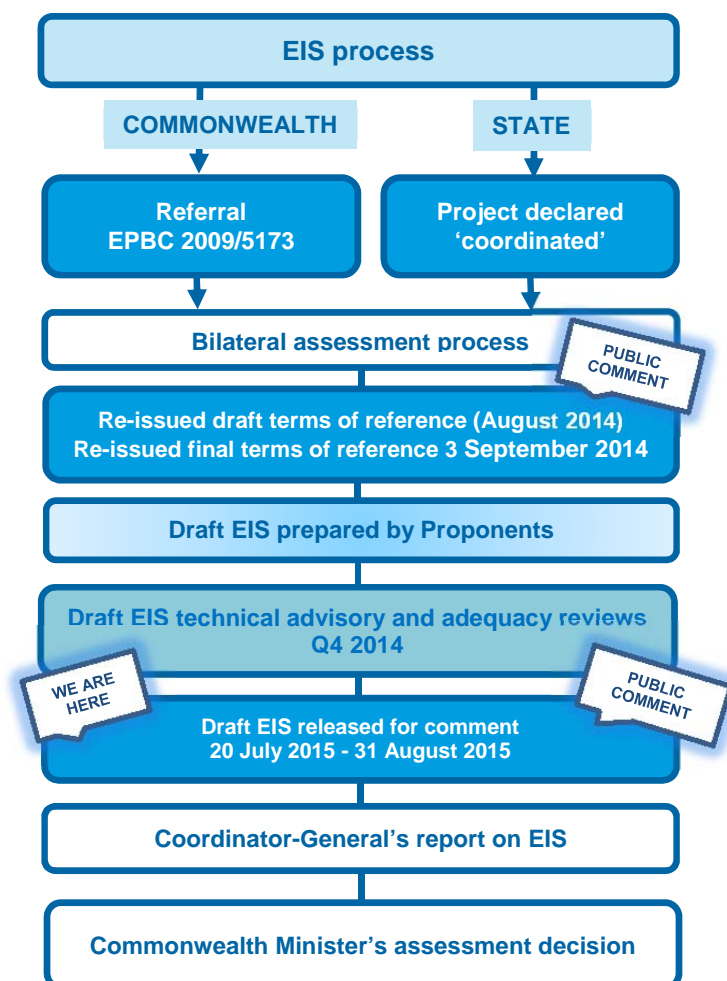 EIS process
COMMONWEALTH
STATE
Referral
EPBC 2009/5173
Project declared
‘coordinated’
Bilateral assessment process
PUBLIC
COMMENT
Re-issued draft terms of reference (August 2014)
Re-issued final terms of reference 3 September 2014
Draft EIS prepared by Proponents
Draft EIS technical advisory and adequacy reviews
Q4 2014
WE ARE
HERE
PUBLIC
COMMENT
Draft EIS released for comment
20 July 2015 - 31 August 2015
Coordinator-General’s report on EIS
Commonwealth Minister’s assessment decision